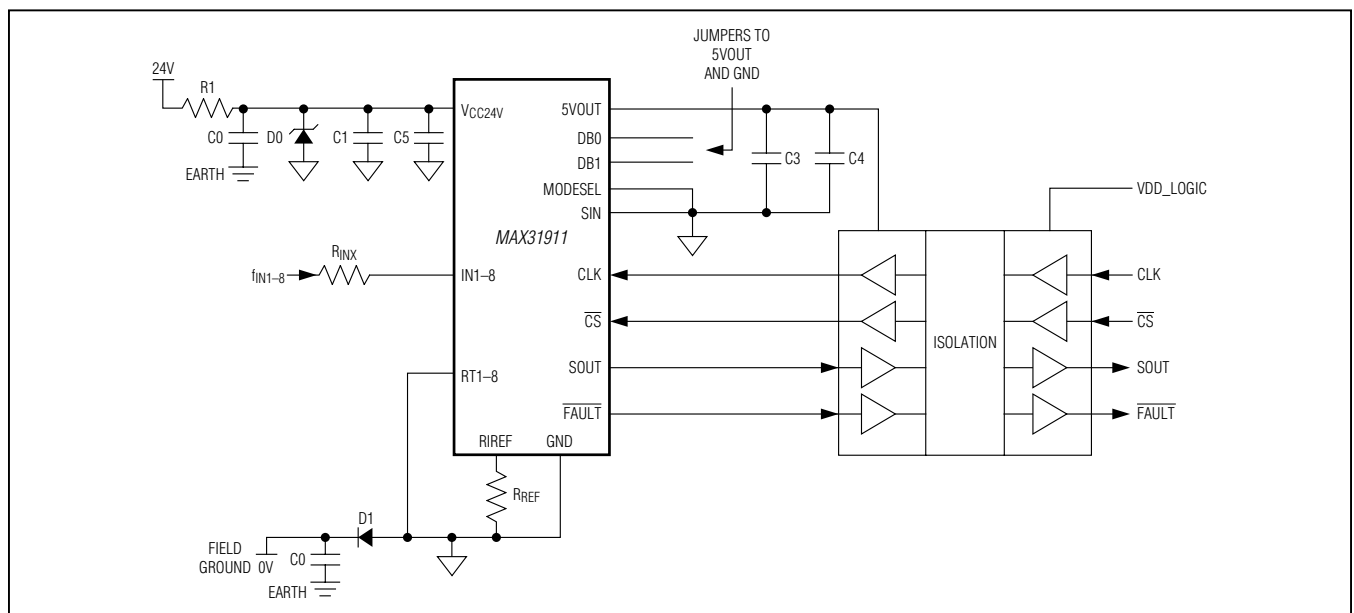 JUMPERS TO
5VOUT
AND GND
24V
R1
VCC24V
5VOUT
C0
D0
C1
C5
DB0
DB1
C3
C4
EARTH
MODESEL
SIN
VDD_LOGIC
MAX31911
RINX
fIN1–8
IN1–8
CLK
CLK
CS
CS
ISOLATION
RT1–8
SOUT
SOUT
FAULT
FAULT
RIREF
GND
RREF
D1
FIELD
GROUND
0V
C0
EARTH